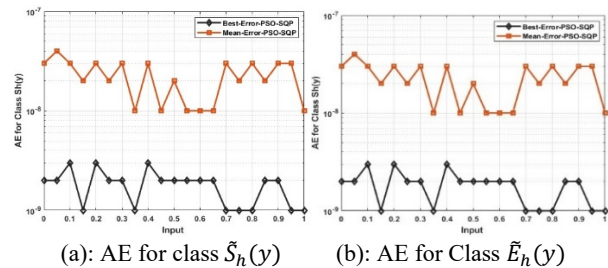 10^-7
Best-Error-PSO-SQP
Mean-Error-PSO-SQP
AE for Class Sh(y)
10^-8
10^-9
0 0.1 0.2 0.3 0.4 0.5 0.6 0.7 0.8 0.9 1
Input
10^-7
Best-Error-PSO-SQP
Mean-Error-PSO-SQP
AE for Class Sh(y)
10^-8
10^-9
0 0.1 0.2 0.3 0.4 0.5 0.6 0.7 0.8 0.9 1
Input
(a): AE for class S̃_h(y)
(b): AE for Class Ẽ_h(y)